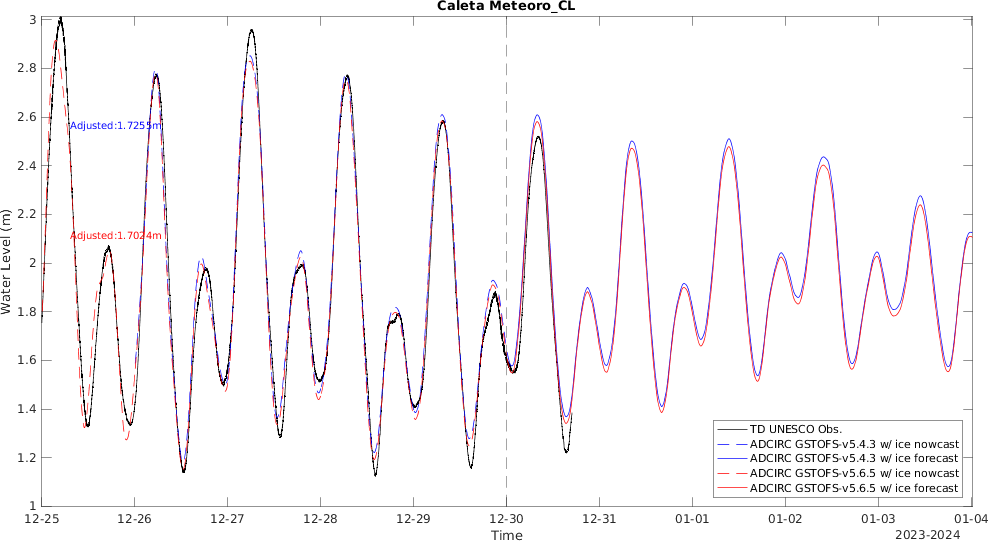 Caleta Meteoro_CL
Water Level (m)
3
2.8
2.6
2.4
2.2
2
1.8
1.6
1.4
1.2
1
Adjusted:1.7255m
Adjusted:1.7024m
TD UNESCO Obs.
ADCIRC GSTOFS-v5.4.3 w/ ice nowcast
ADCIRC GSTOFS-v5.4.3 w/ ice forecast
ADCIRC GSTOFS-v5.6.5 w/ ice nowcast
ADCIRC GSTOFS-v5.6.5 w/ ice forecast
12-25 12-26 12-27 12-28 12-29 12-30 12-31 01-01 01-02 01-03 01-04
Time
2023-2024